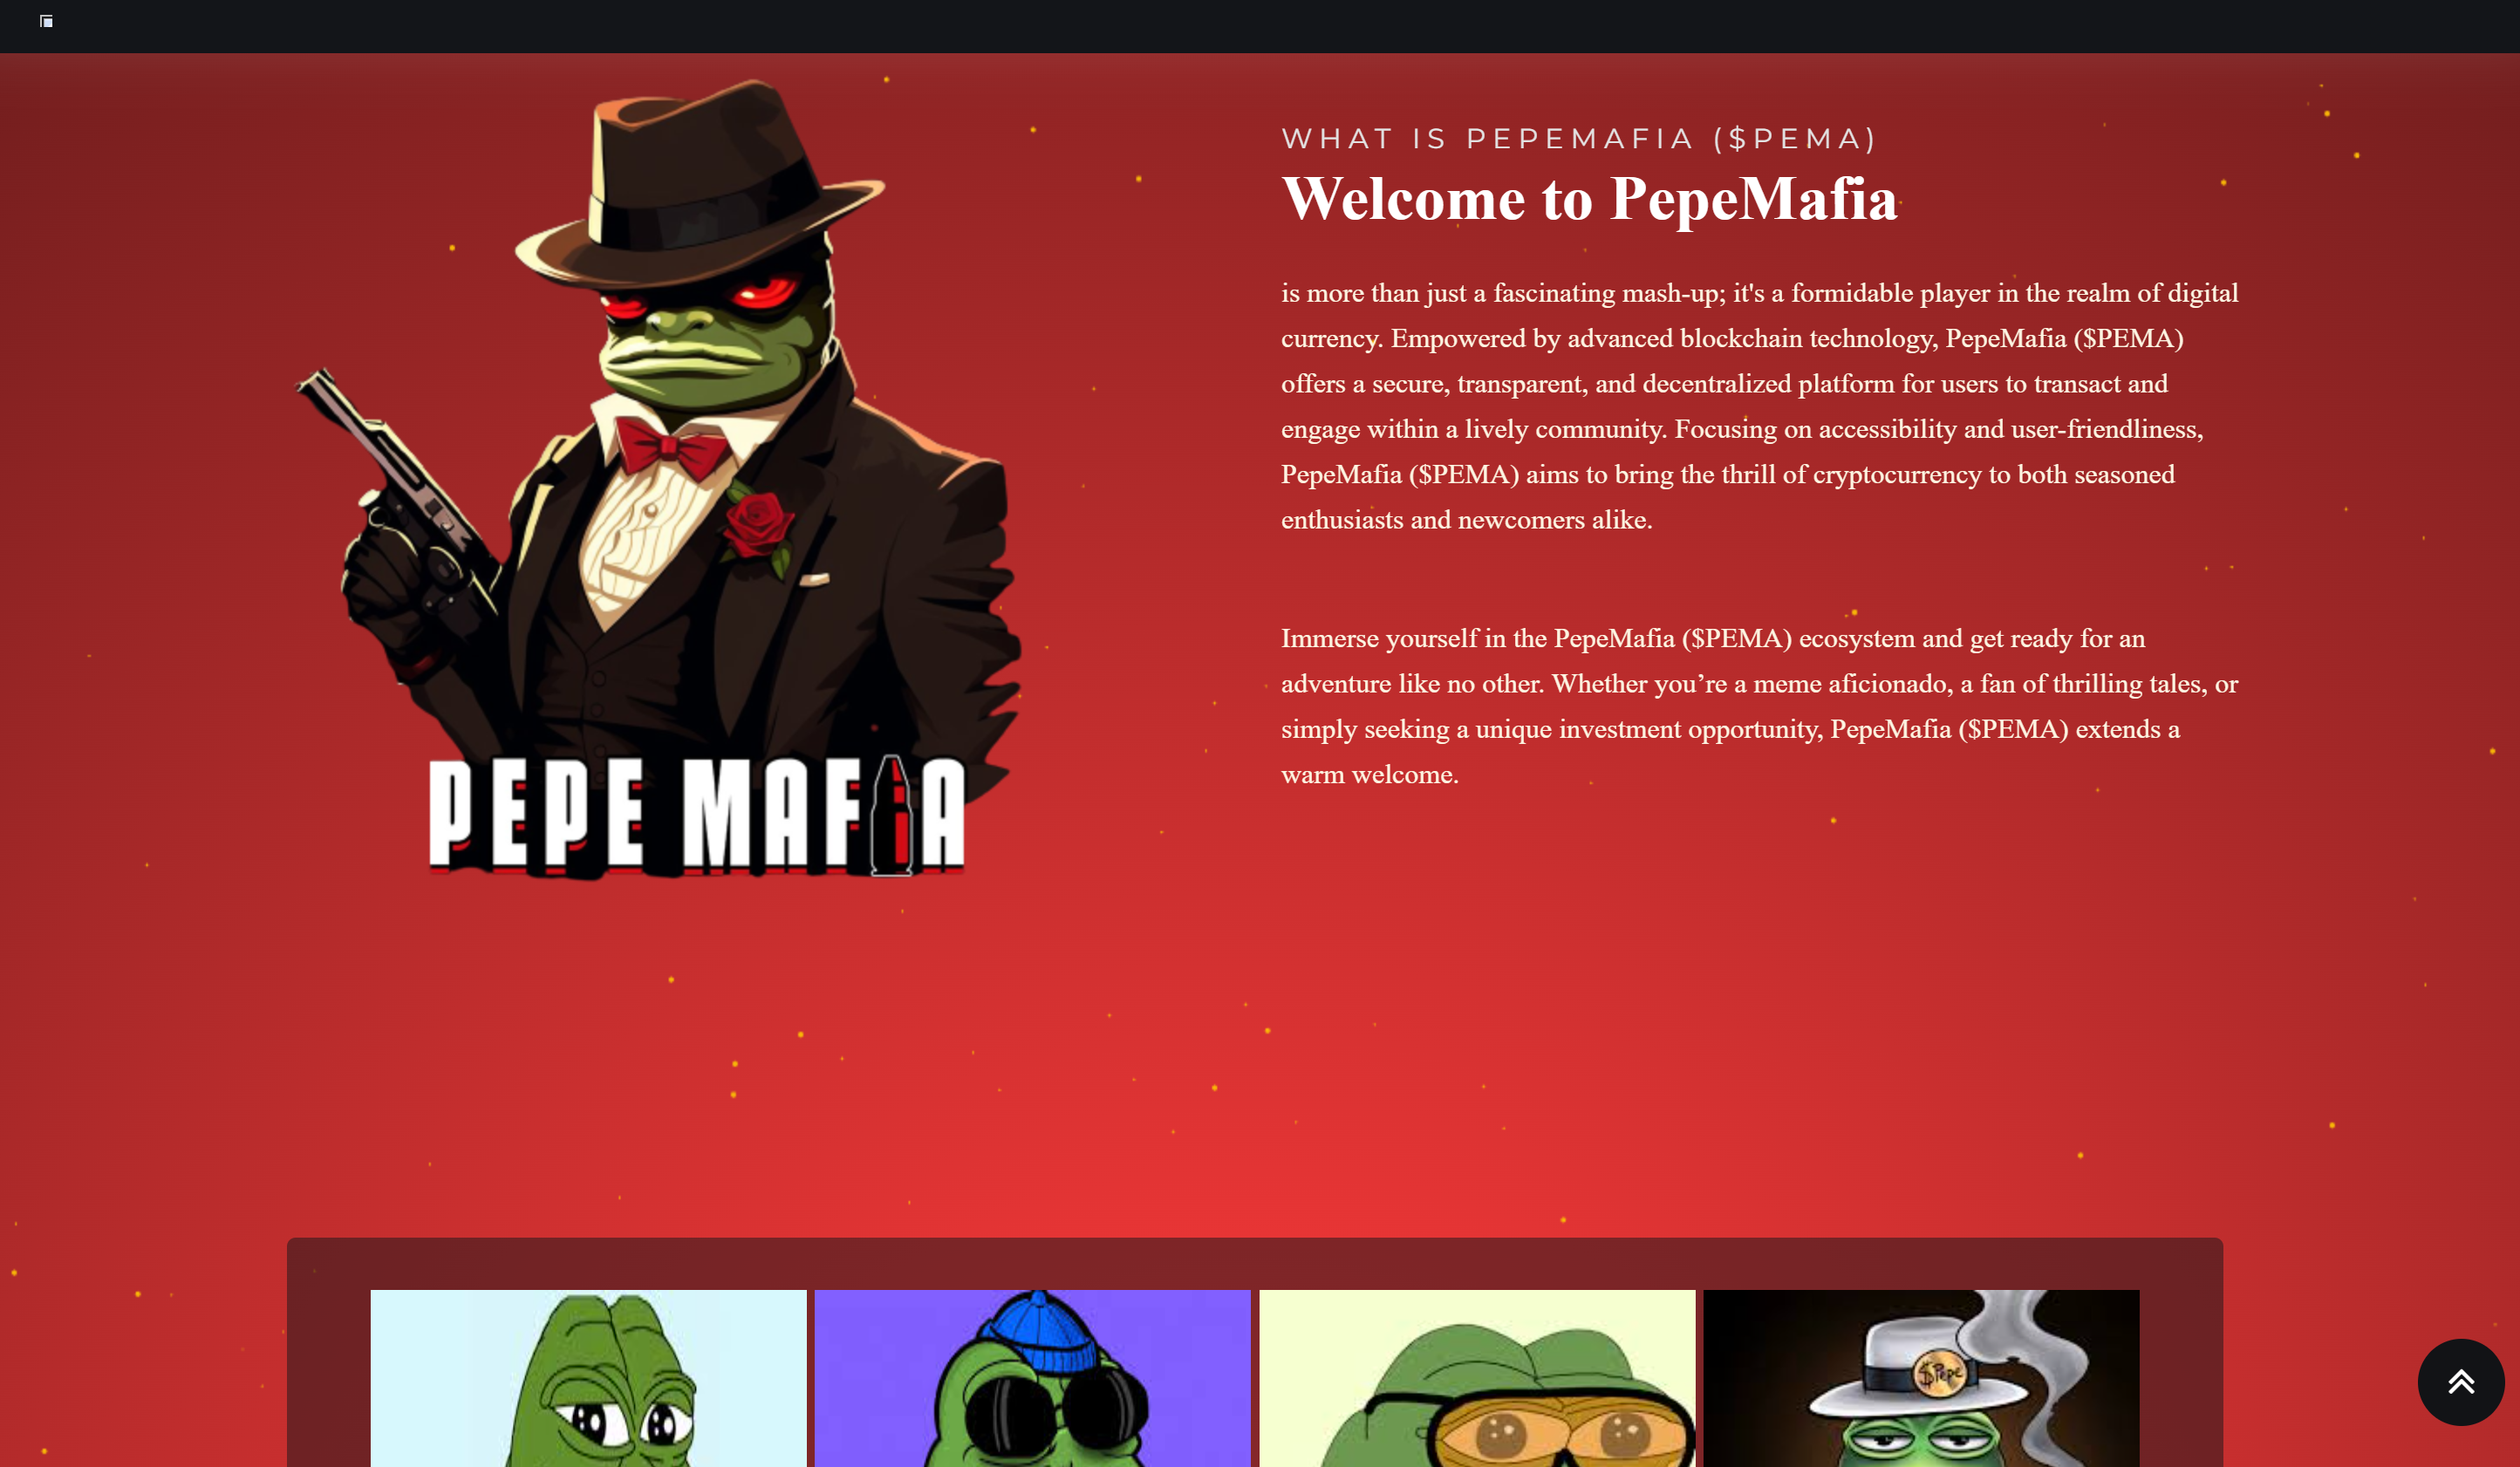 WHAT IS PEPEMAFIA ($PEMA)
Welcome to PepeMafia
is more than just a fascinating mash-up; it's a formidable player in the realm of digital
currency. Empowered by advanced blockchain technology, PepeMafia ($PEMA)
offers a secure, transparent, and decentralized platform for users to transact and
engage within a lively community. Focusing on accessibility and user-friendliness,
PepeMafia ($PEMA) aims to bring the thrill of cryptocurrency to both seasoned
enthusiasts and newcomers alike.
Immerse yourself in the PepeMafia ($PEMA) ecosystem and get ready for an
adventure like no other. Whether you’re a meme aficionado, a fan of thrilling tales, or
simply seeking a unique investment opportunity, PepeMafia ($PEMA) extends a
warm welcome.
PEPE MAFIA
$Pepe